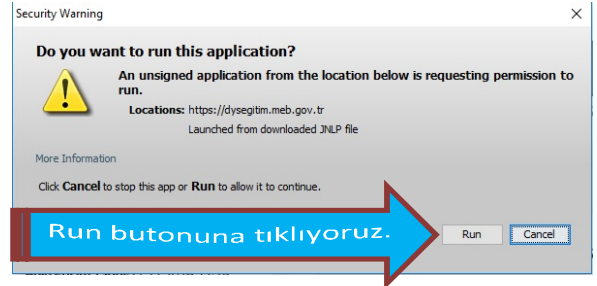 Security Warning
Do you want to run this application?
An unsigned application from the location below is requesting permission to
run.
Locations: https://dysegitim.meb.gov.tr
Launched from downloaded JNLP file
More Information
Click Cancel to stop this app or Run to allow it to continue.
Run butonuna tıklıyoruz.
Run Cancel